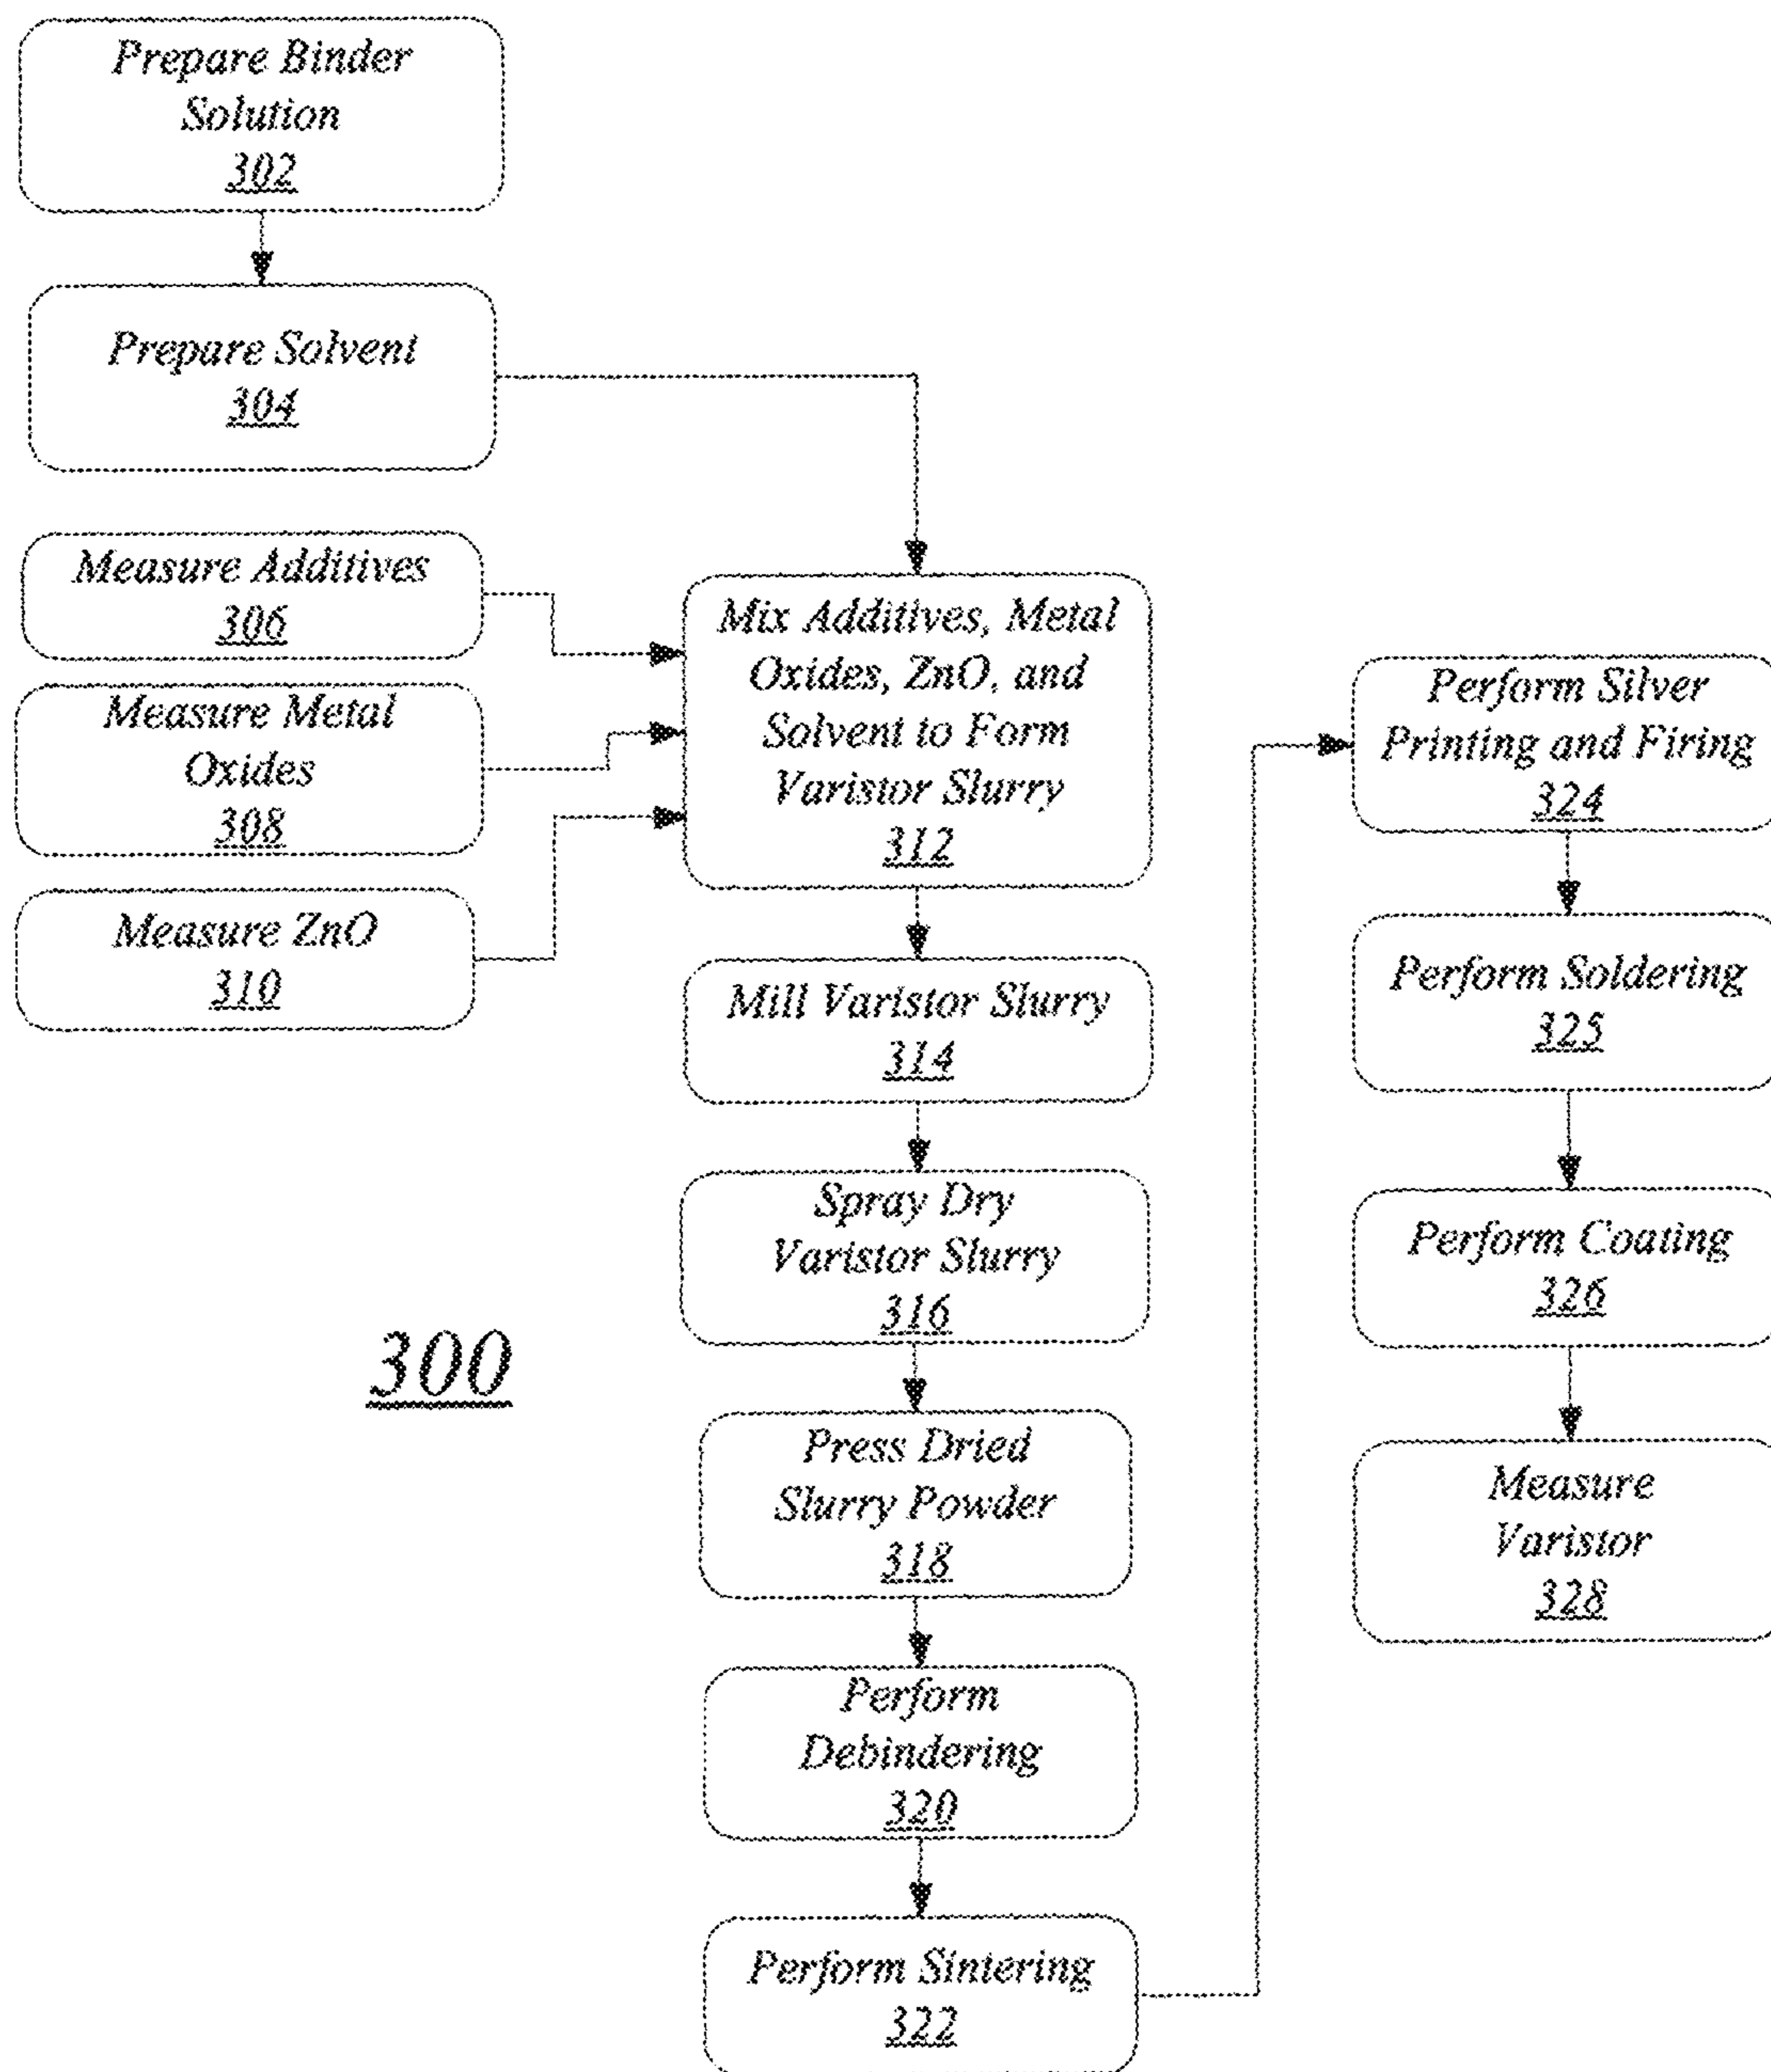 Prepare Binder
Solution
302
Prepare Solvent
304
Measure Additives
306
Measure Metal
Oxides
308
Measure ZnO
310
Mix Additives, Metal
Oxides, ZnO, and
Solvent to Form
Varistor Slurry
312
Mill Varistor Slurry
314
Spray Dry
Varistor Slurry
316
Press Dried
Slurry Powder
318
Perform
Debindering
320
Perform Sintering
322
Perform Silver
Printing and Firing
324
Perform Soldering
325
Perform Coating
326
Measure
Varistor
328
300